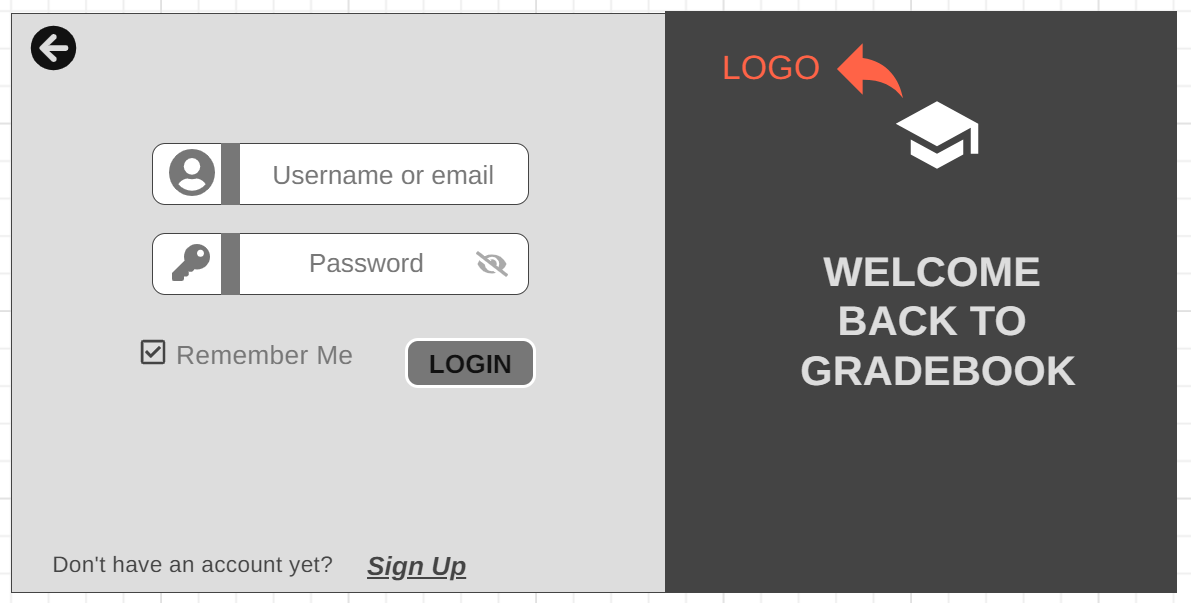 Username or email
Password
Remember Me
LOGIN
Don't have an account yet? Sign Up
LOGO
WELCOME
BACK TO
GRADEBOOK